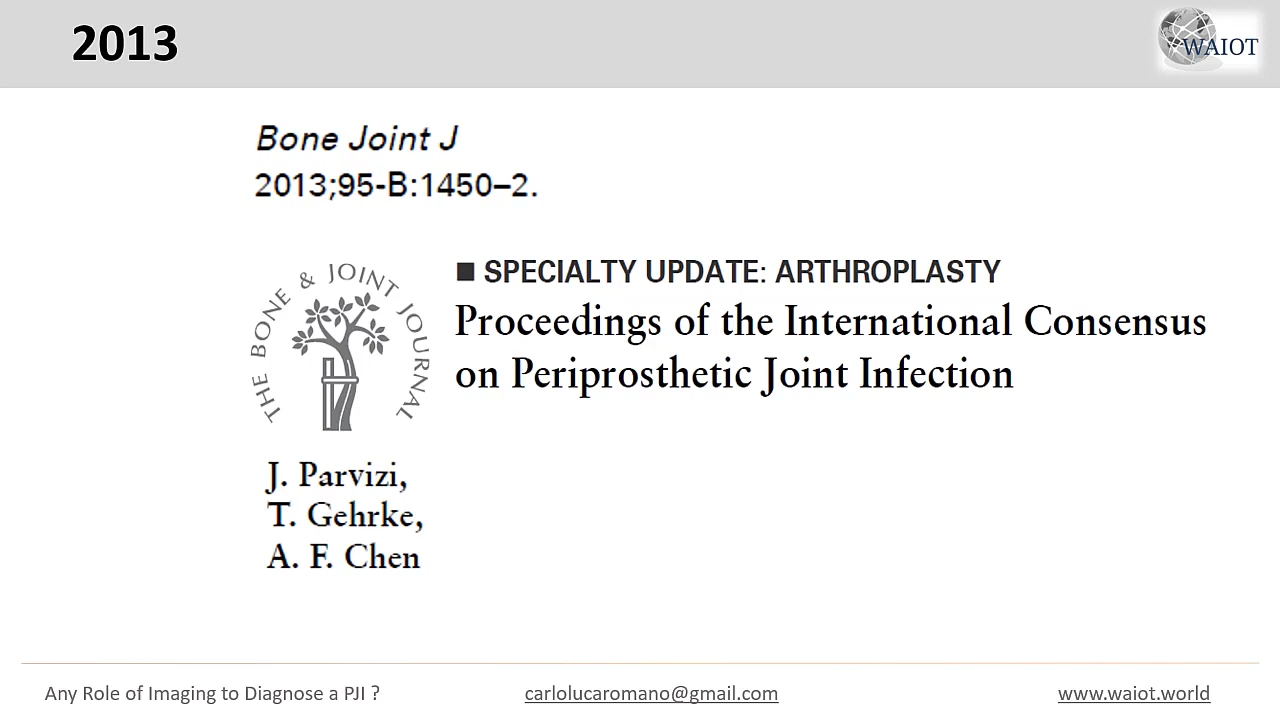 2013
WAIOT
Bone Joint J
2013;95-B:1450–2.
THE BONE & JOINT JOURNAL
■ SPECIALTY UPDATE: ARTHROPLASTY
Proceedings of the International Consensus
on Periprosthetic Joint Infection
J. Parvizi,
T. Gehrke,
A. F. Chen
Any Role of Imaging to Diagnose a PJI ?
carlolucaromano@gmail.com
www.waiot.world